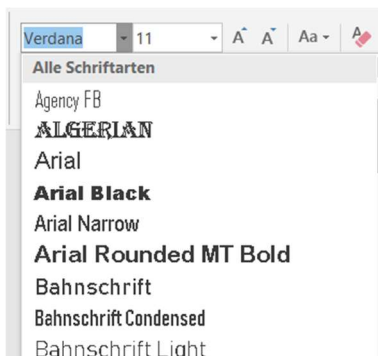 Verdana 11 A A Aa A
Alle Schriftarten
Agency FB
ALGERIAN
Arial
Arial Black
Arial Narrow
Arial Rounded MT Bold
Bahnschrift
Bahnschrift Condensed
Bahnschrift Light